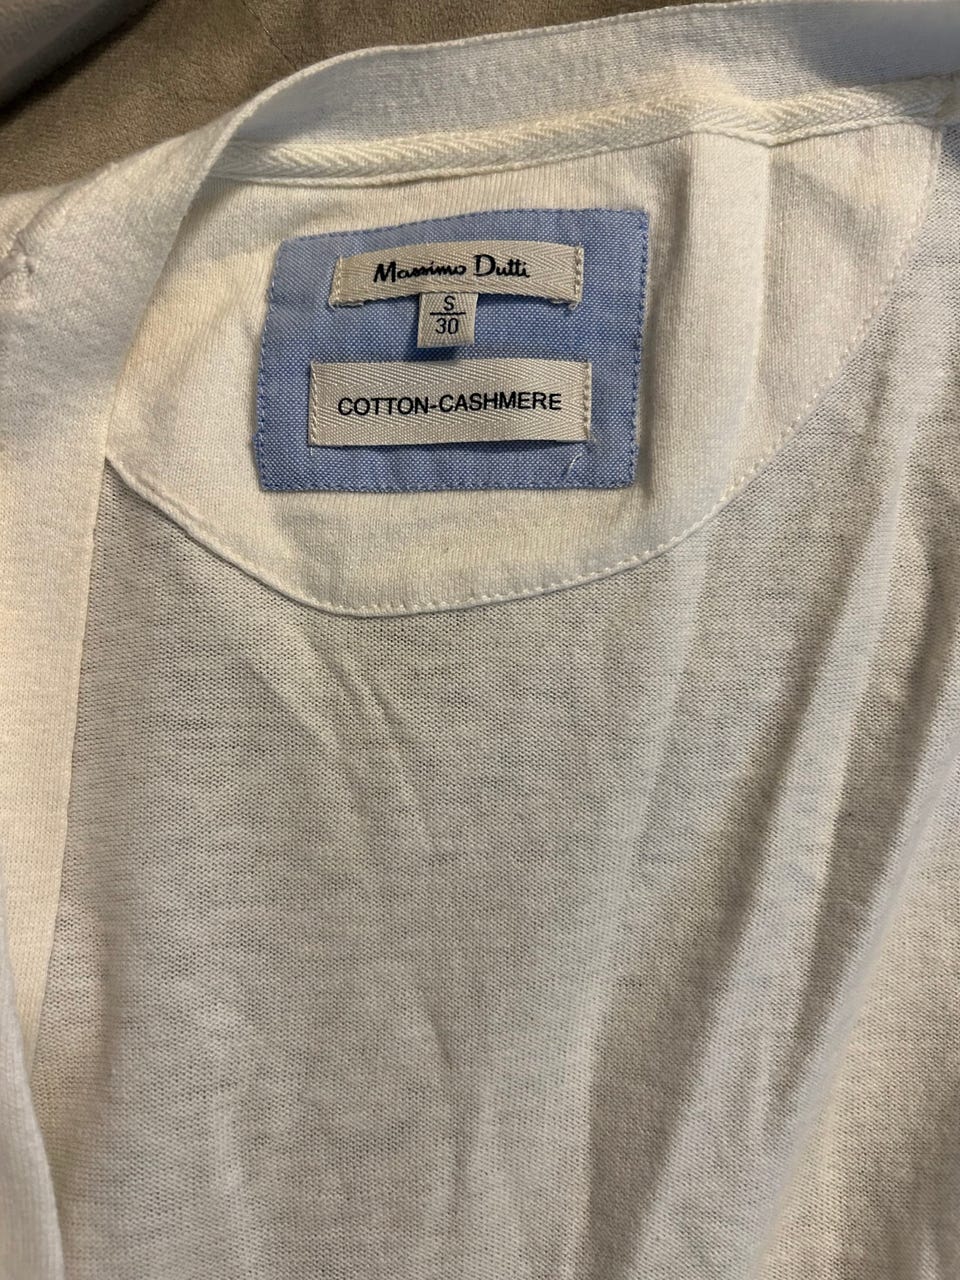 Massimo Dutti
S
30
COTTON-CASHMERE